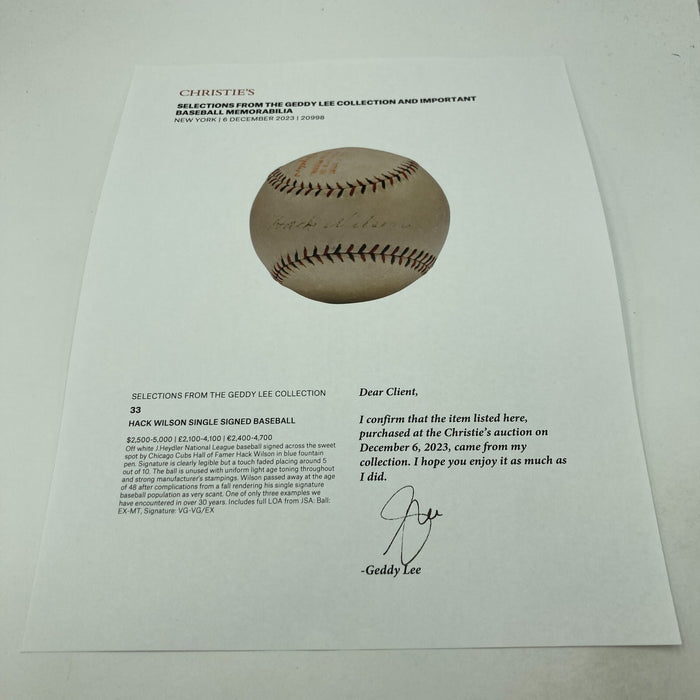 CHRISTIE'S
SELECTIONS FROM THE GEDDY LEE COLLECTION AND IMPORTANT
BASEBALL MEMORABILIA
NEW YORK | 6 DECEMBER 2023 | 20998
Hack Wilson
SELECTIONS FROM THE GEDDY LEE COLLECTION
33
HACK WILSON SINGLE SIGNED BASEBALL
$2,500-5,000 | £2,100-4,100 | €2,400-4,700
Off white J.Heydler National League baseball signed across the sweet
spot by Chicago Cubs Hall of Famer Hack Wilson in blue fountain
pen. Signature is clearly legible but a touch faded placing around 5
out of 10. The ball is unused with uniform light age toning throughout
and strong manufacturer's stampings. Wilson passed away at the age
of 48 after complications from a fall rendering his single signature
baseball population as very scant. One of only three examples we
have encountered in over 30 years. Includes full LOA from JSA: Ball:
EX-MT, Signature: VG-VG/EX
Dear Client,
I confirm that the item listed here,
purchased at the Christie's auction on
December 6, 2023, came from my
collection. I hope you enjoy it as much as
I did.
-Geddy Lee